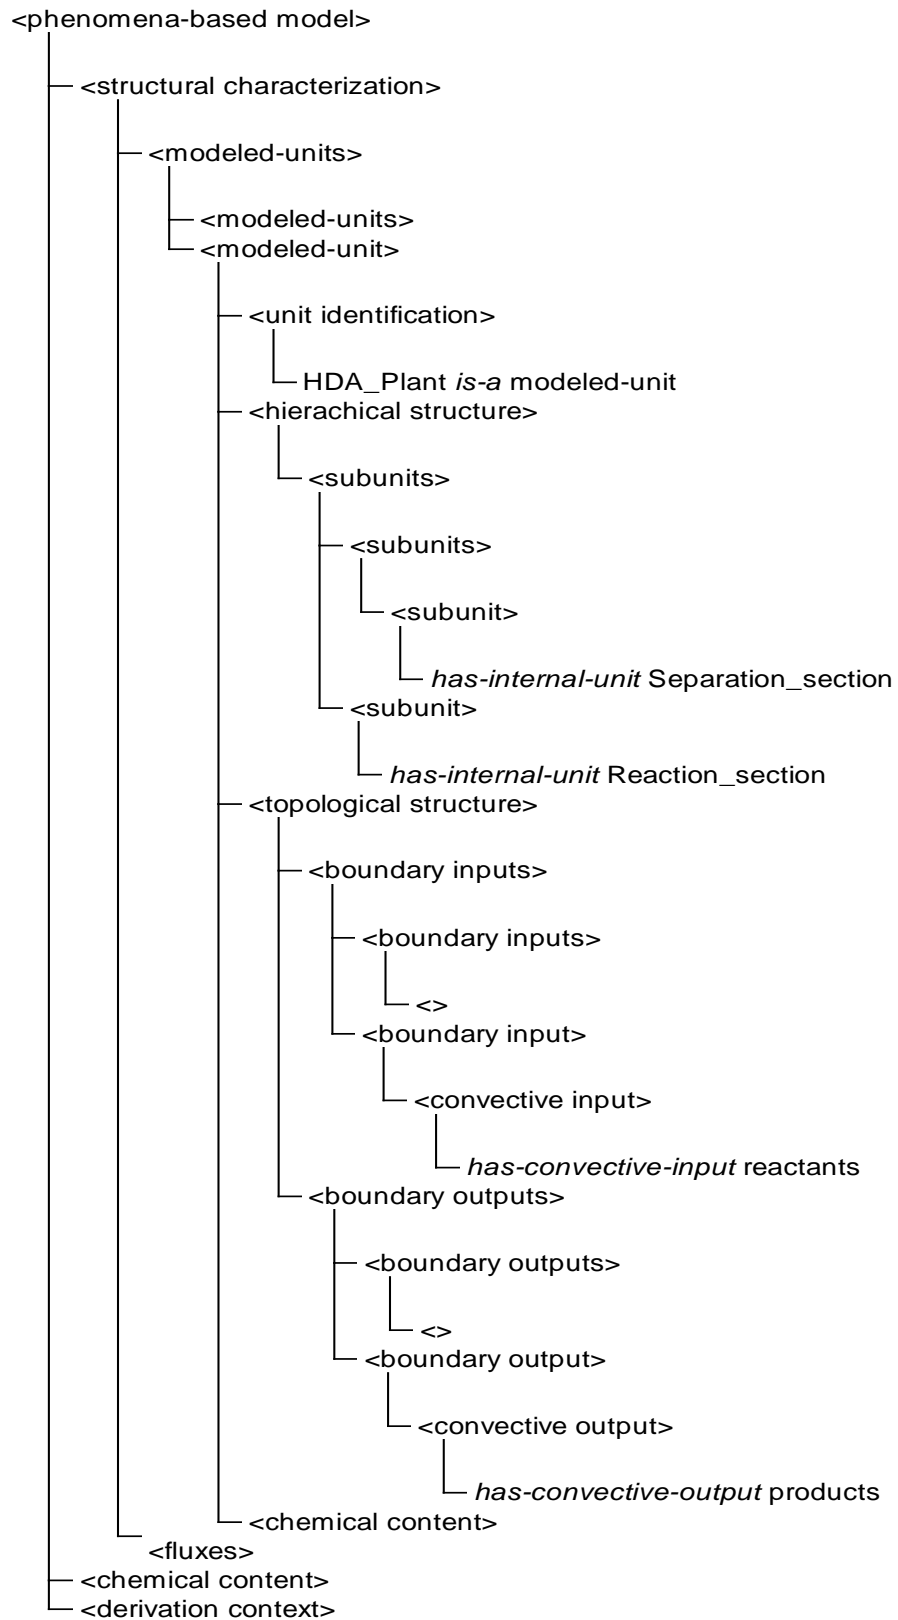 <phenomena-based model>
<structural characterization>
<modeled-units>
<modeled-units>
<modeled-unit>
<unit identification>
HDA_Plant is-a modeled-unit
<hierachical structure>
<subunits>
<subunits>
<subunit>
has-internal-unit Separation_section
<subunit>
has-internal-unit Reaction_section
<topological structure>
<boundary inputs>
<boundary inputs>
<>
<boundary input>
<convective input>
has-convective-input reactants
<boundary outputs>
<boundary outputs>
<>
<boundary output>
<convective output>
has-convective-output products
<chemical content>
<fluxes>
<chemical content>
<derivation context>